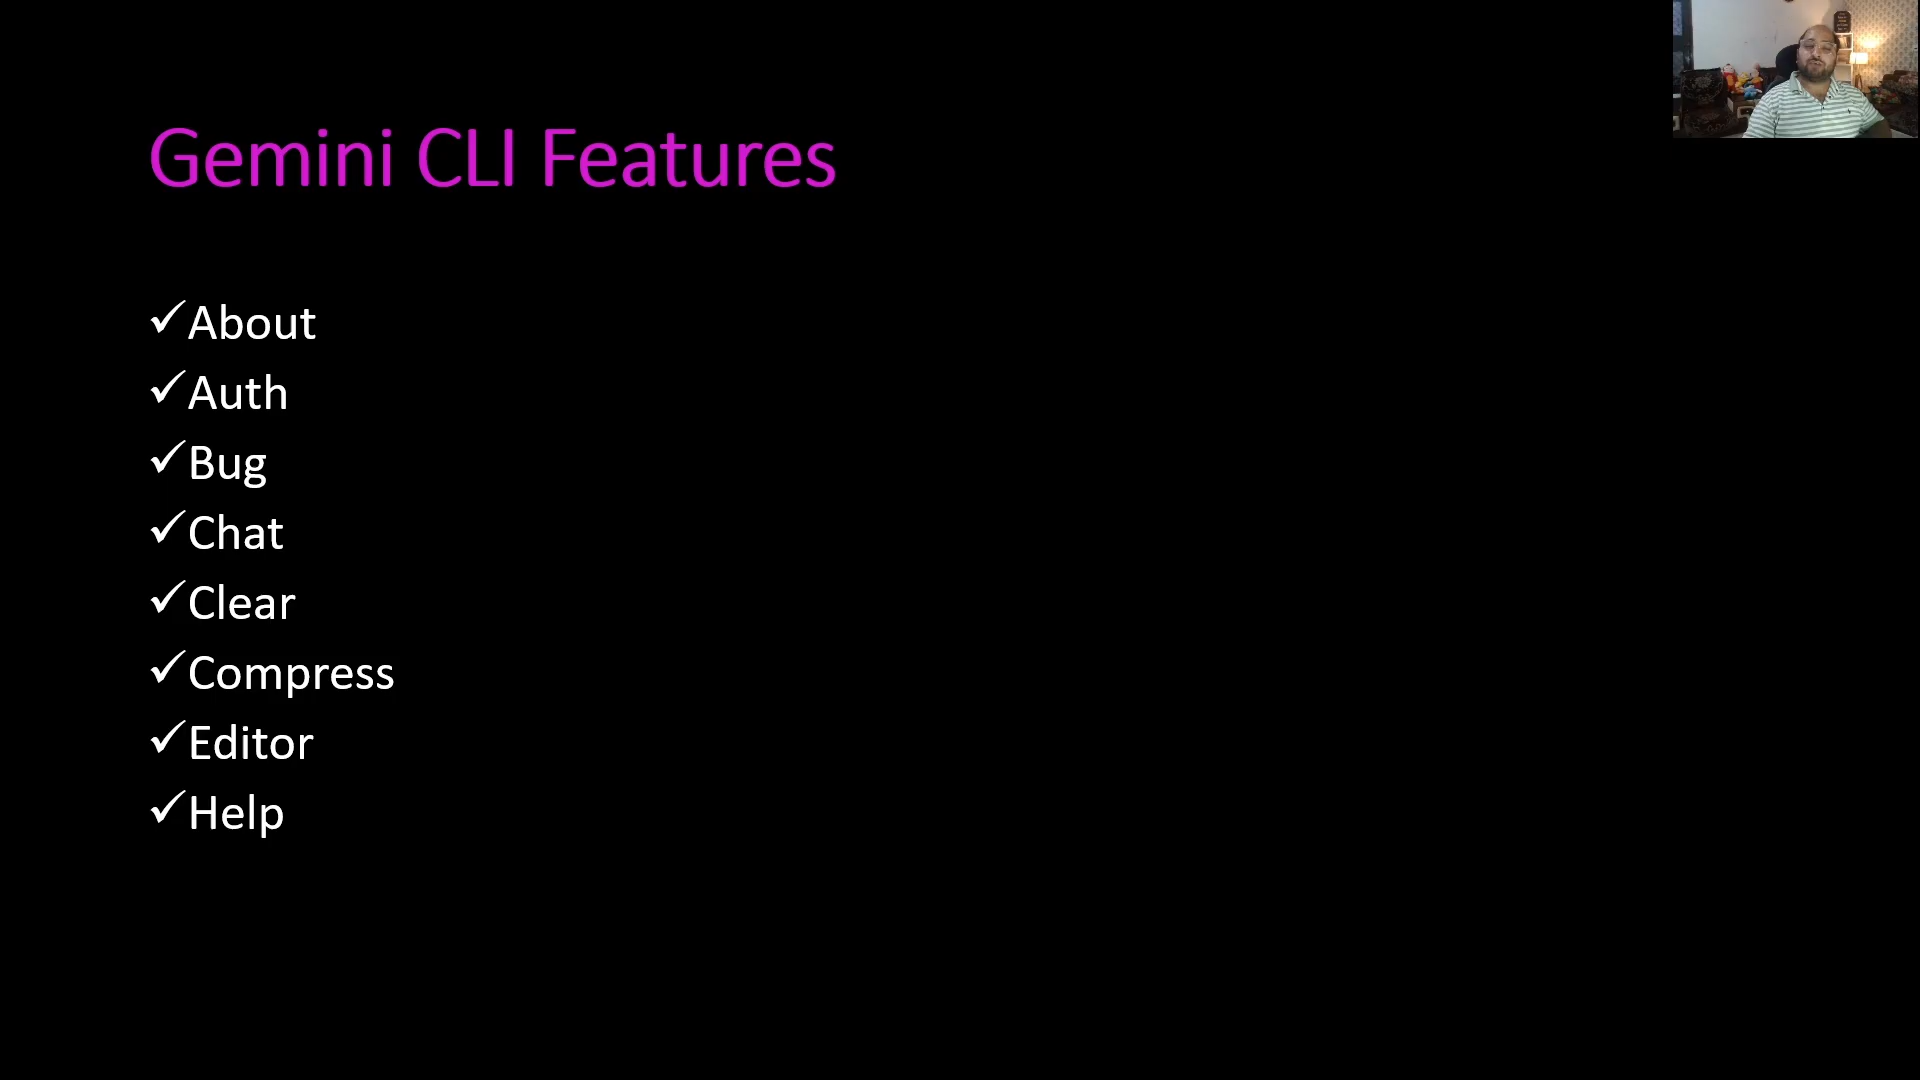 Gemini CLI Features
✓About
✓Auth
✓Bug
✓Chat
✓Clear
✓Compress
✓Editor
✓Help